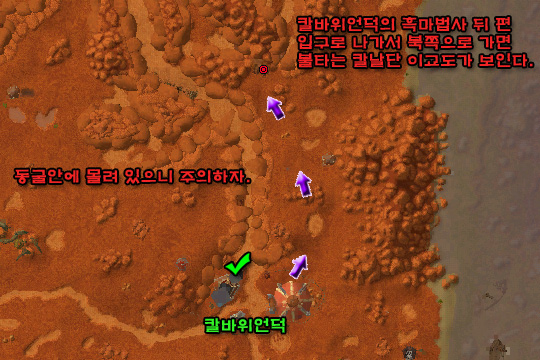 칼바위언덕의 흑마법사 뒤 편
입구로 나가서 북쪽으로 가면
불타는 칼날단 이교도가 보인다.
동굴안에 몰려 있으니 주의하자.
칼바위언덕